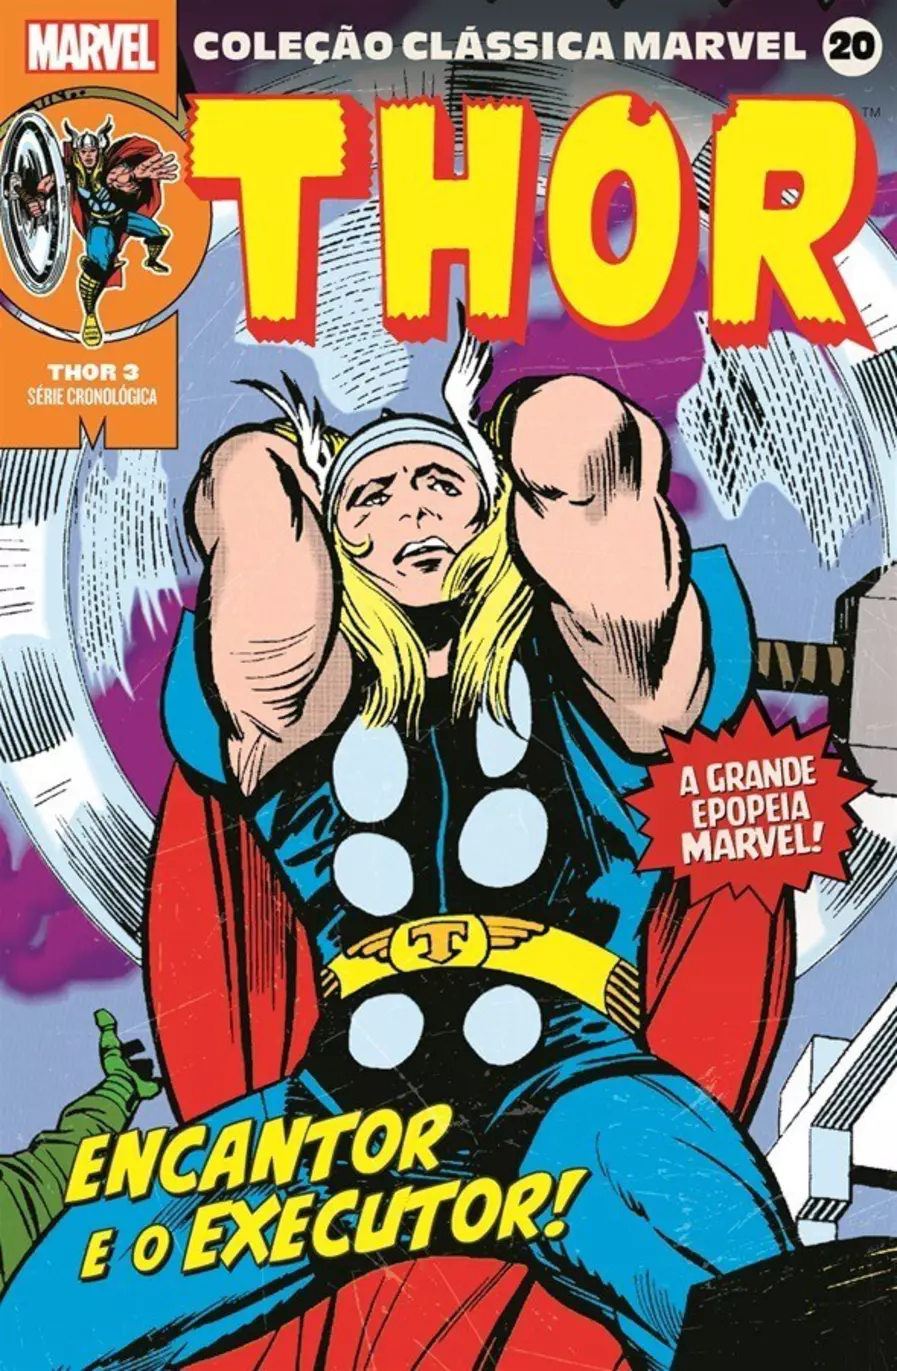 MARVEL
COLEÇÃO CLÁSSICA MARVEL 20
THOR
TM
THOR 3
SÉRIE CRONOLÓGICA
A GRANDE
EPOPEIA
MARVEL!
T
ENCANTOR
E O EXECUTOR!